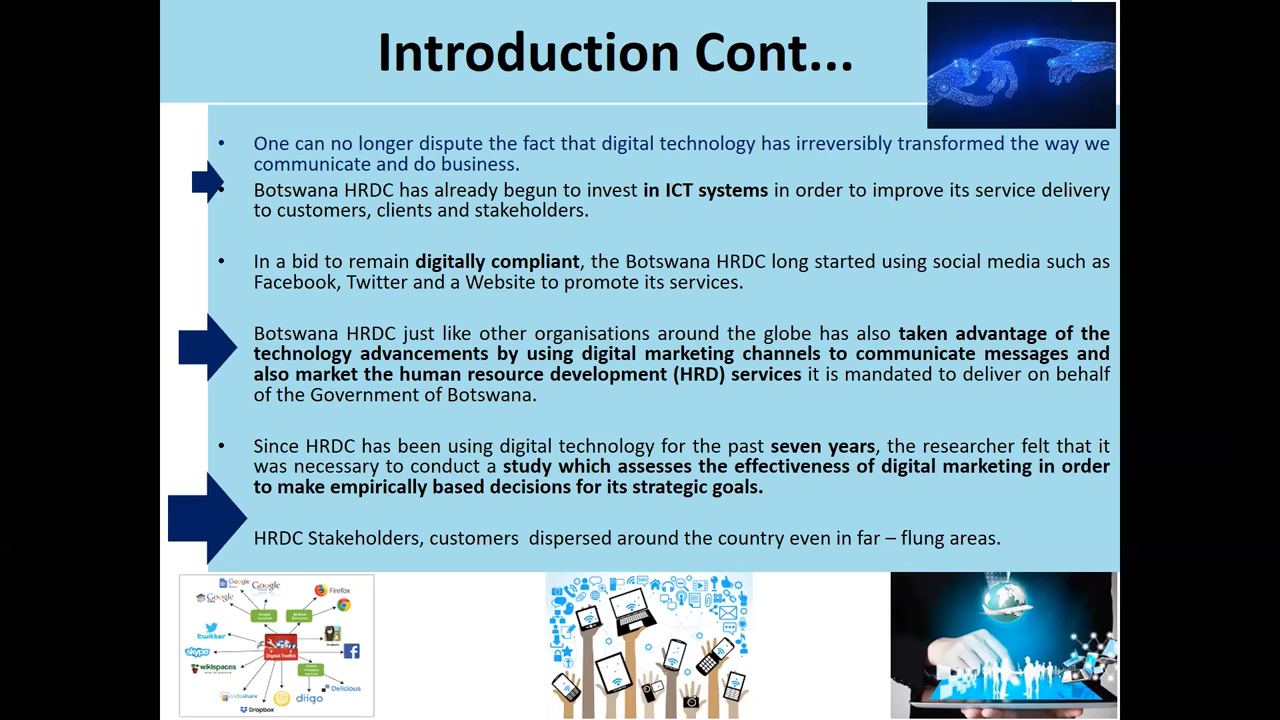 Introduction Cont...
• One can no longer dispute the fact that digital technology has irreversibly transformed the way we
communicate and do business.
• Botswana HRDC has already begun to invest in ICT systems in order to improve its service delivery
to customers, clients and stakeholders.
• In a bid to remain digitally compliant, the Botswana HRDC long started using social media such as
Facebook, Twitter and a Website to promote its services.
Botswana HRDC just like other organisations around the globe has also taken advantage of the
technology advancements by using digital marketing channels to communicate messages and
also market the human resource development (HRD) services it is mandated to deliver on behalf
of the Government of Botswana.
• Since HRDC has been using digital technology for the past seven years, the researcher felt that it
was necessary to conduct a study which assesses the effectiveness of digital marketing in order
to make empirically based decisions for its strategic goals.
HRDC Stakeholders, customers  dispersed around the country even in far – flung areas.
Google
Google
Firefox
Google
twitter
skype
Digital Toolkit
wikispaces
slideshare
diigo
Delicious
Dropbox